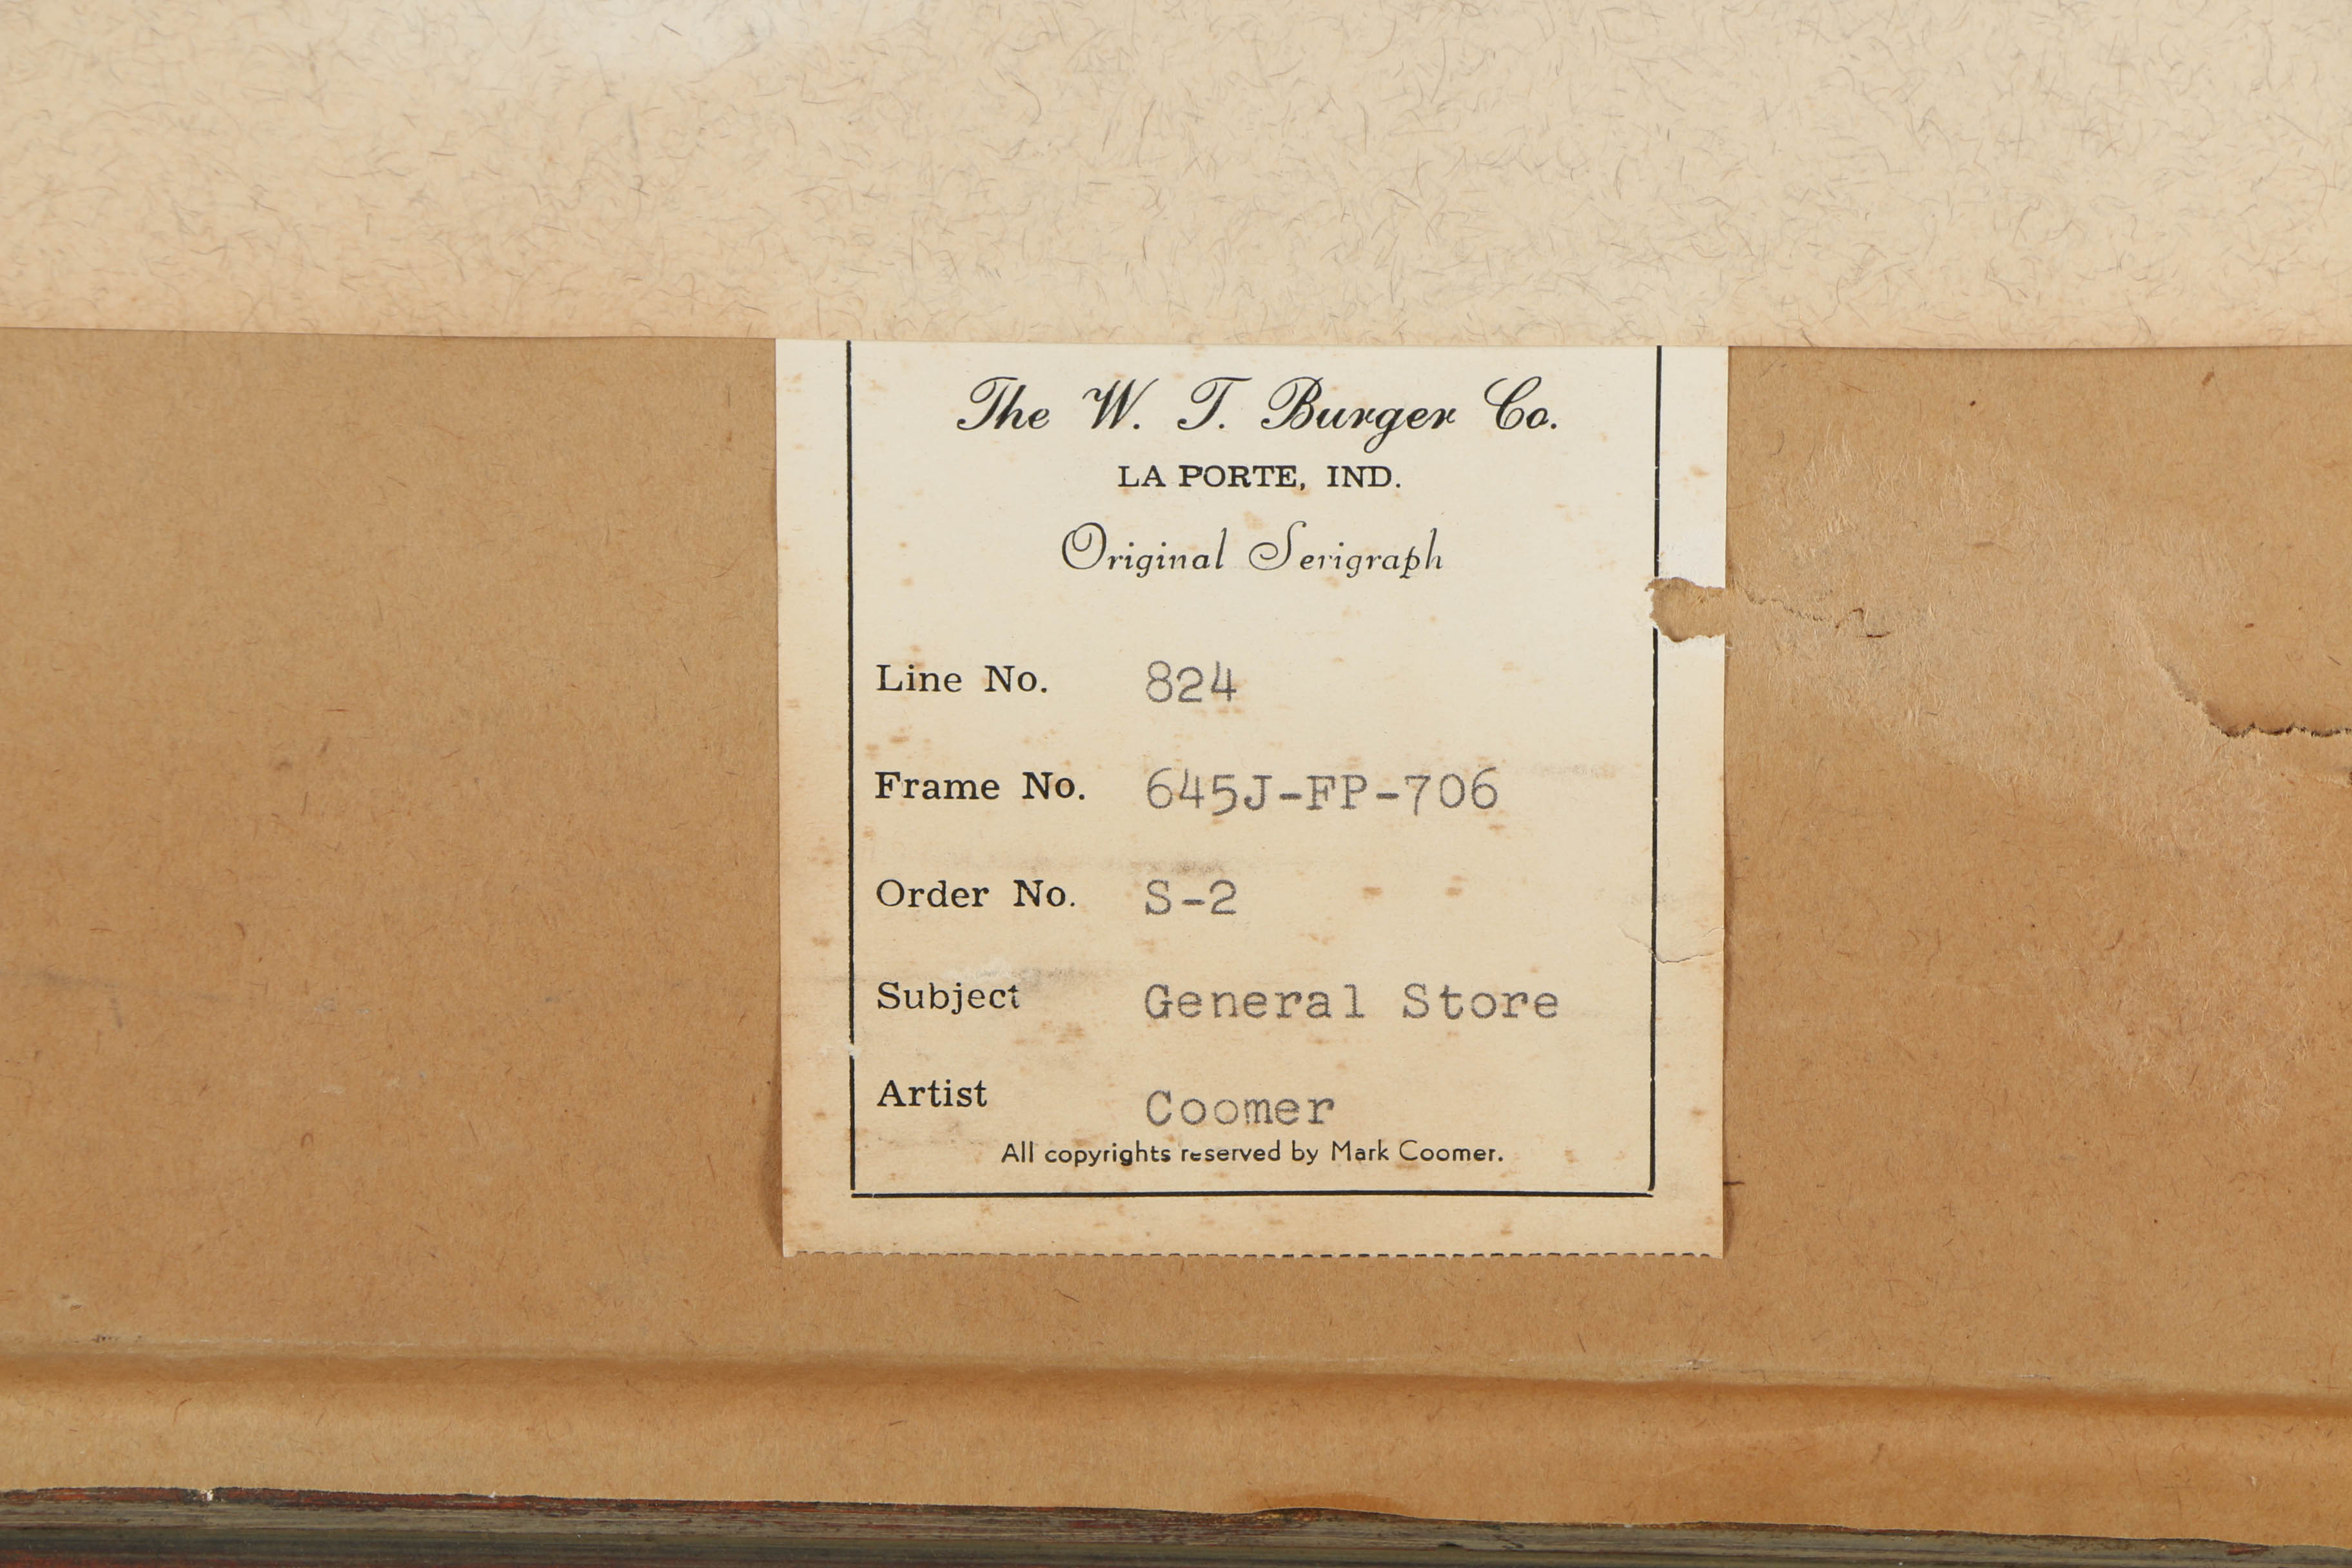 The W. T. Burger Co.
LA PORTE, IND.
Original Serigraph
Line No. 824
Frame No. 645J-FP-706
Order No. S-2
Subject General Store
Artist Coomer
All copyrights reserved by Mark Coomer.